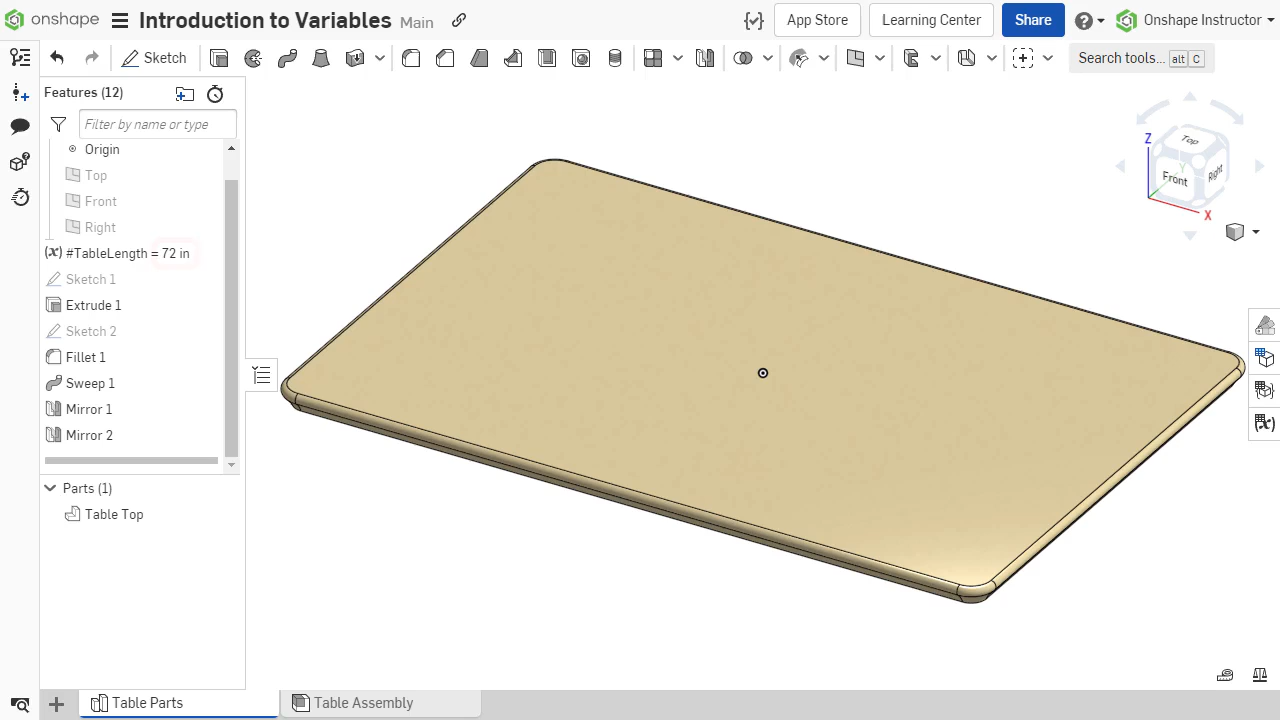 onshape Introduction to Variables Main App Store Learning Center Share Onshape Instructor
Sketch Search tools... alt C
Features (12)
Filter by name or type
Origin
Top
Front
Right
#TableLength = 72 in
Sketch 1
Extrude 1
Sketch 2
Fillet 1
Sweep 1
Mirror 1
Mirror 2
Parts (1)
Table Top
Z
Top
Y
Front Right
X
Table Parts Table Assembly